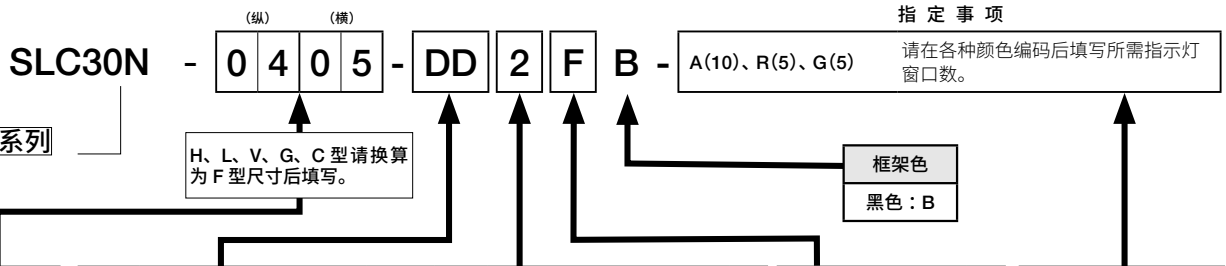 (纵) (横) 指定事项
SLC30N - 0 4 0 5 - DD 2 F B - A(10)、R(5)、G(5) 请在各种颜色编码后填写所需指示灯
窗口数。
系列
H、L、V、G、C 型请换算
为 F 型尺寸后填写。
框架色
黑色：B